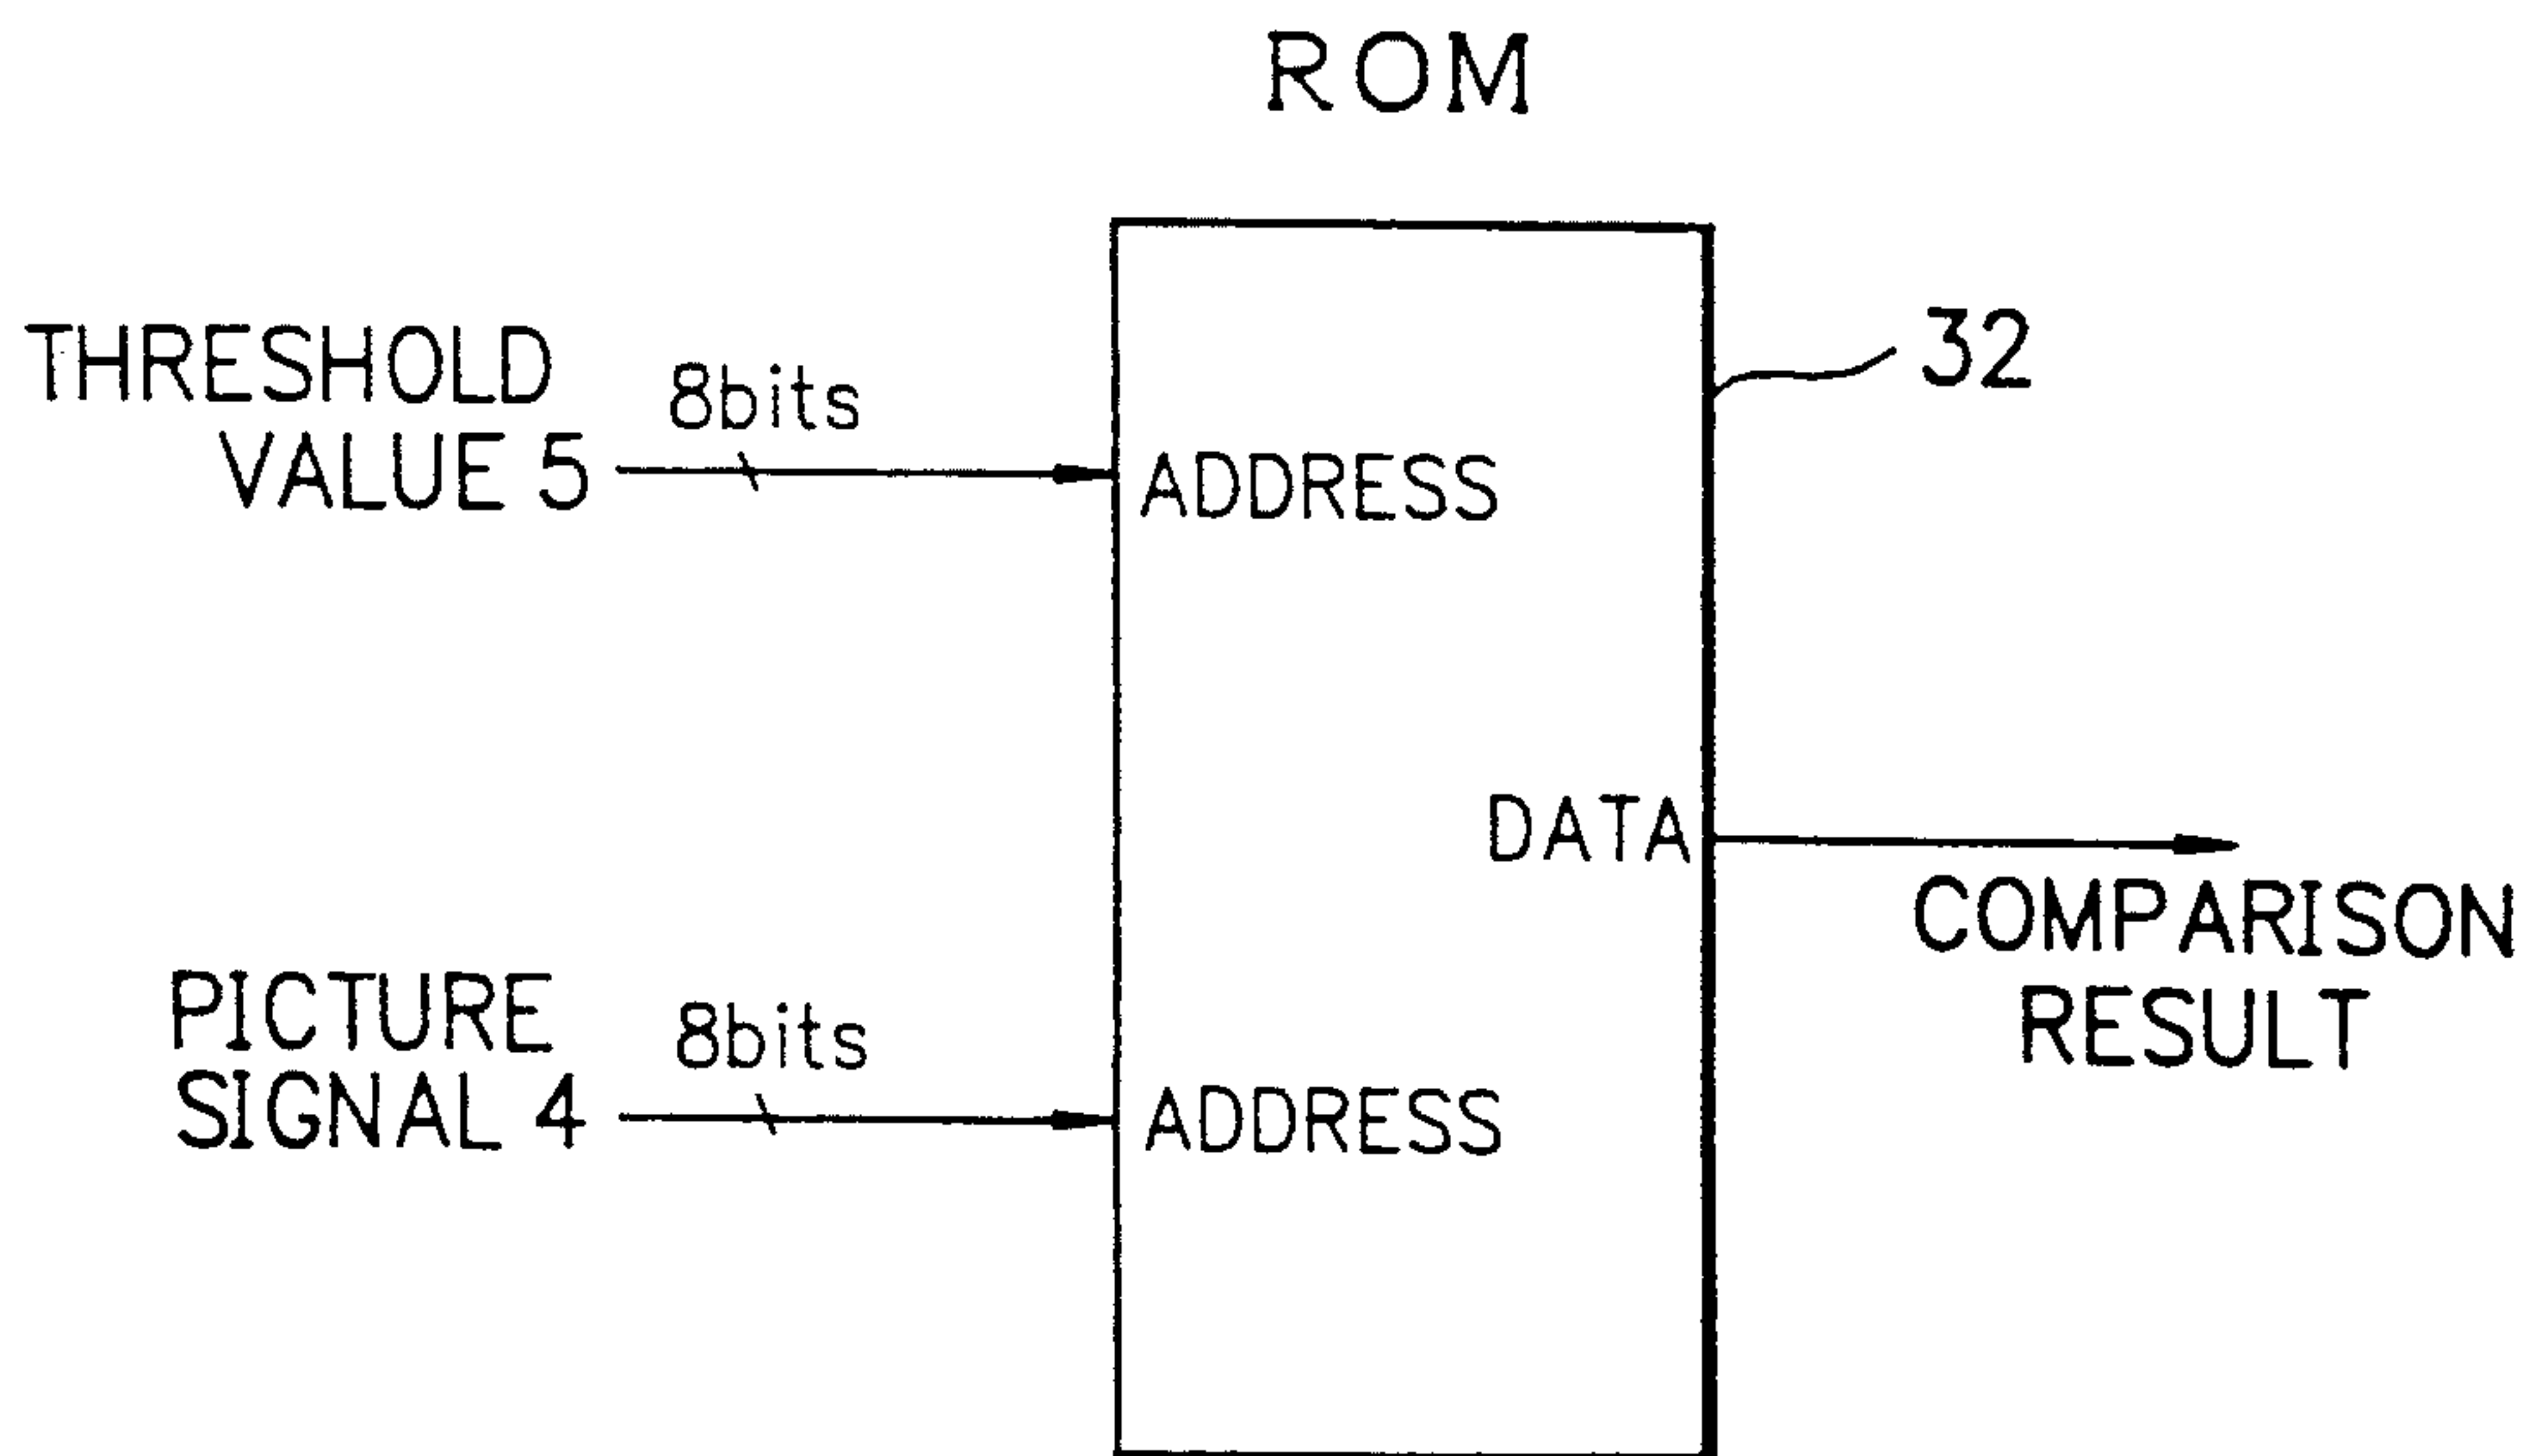 ROM
THRESHOLD
VALUE 5
8bits
ADDRESS
32
DATA
COMPARISON
RESULT
PICTURE
SIGNAL 4
8bits
ADDRESS